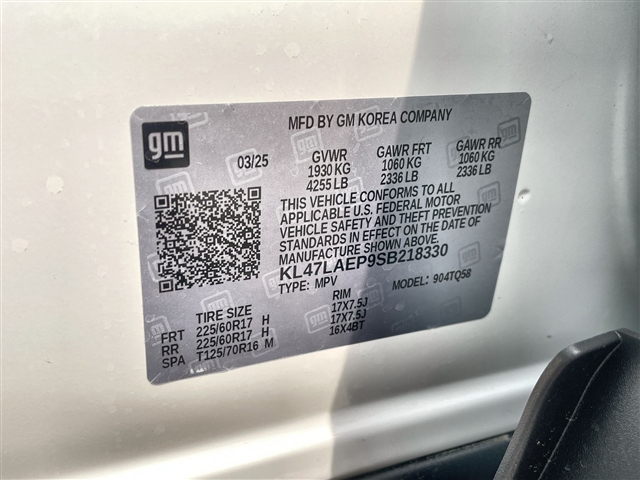 MFD BY GM KOREA COMPANY
gm
03/25
GVWR GAWR FRT GAWR RR
1930 KG 1060 KG 1060 KG
4255 LB 2336 LB 2336 LB
THIS VEHICLE CONFORMS TO ALL
APPLICABLE U.S. FEDERAL MOTOR
VEHICLE SAFETY AND THEFT PREVENTION
STANDARDS IN EFFECT ON THE DATE OF
MANUFACTURE SHOWN ABOVE.
KL47LAEP9SB218330
TYPE: MPV MODEL: 904TQ58
TIRE SIZE RIM
FRT 225/60R17 H 17X7.5J
RR 225/60R17 H 17X7.5J
SPA T125/70R16 M 16X4BT